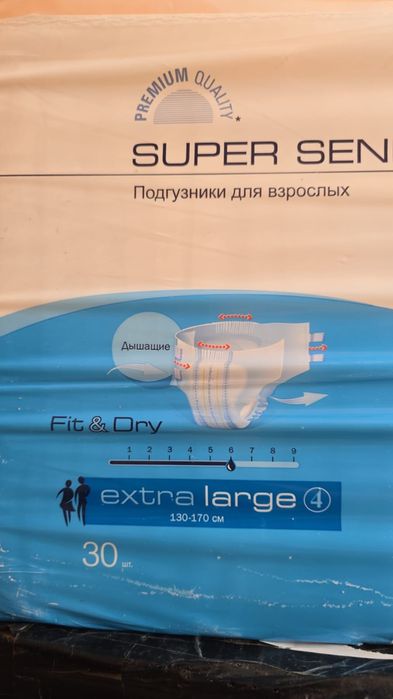 PREMIUM QUALITY
*
SUPER SEN
Подгузники для взрослых
Дышащие
Fit & Dry
1 2 3 4 5 6 7 8 9
extra large 4
130-170 см
30 шт.